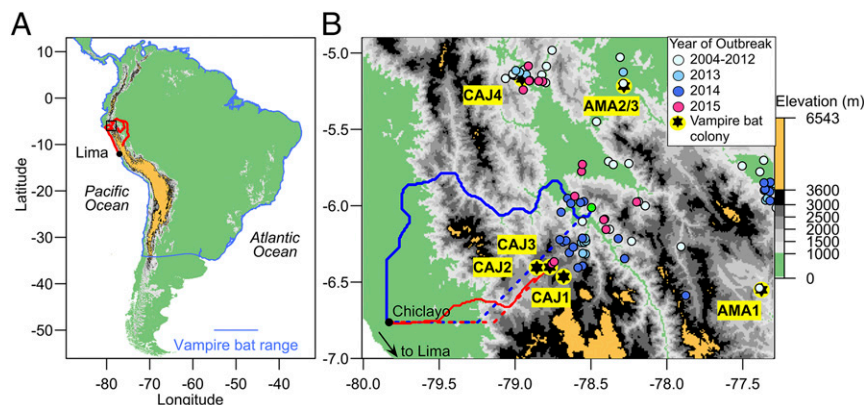 A
10
0
-10
-20
-30
-40
-50
Latitude
Lima
Pacific
Ocean
Atlantic
Ocean
Vampire bat range
-90
-80
-70
-60
-50
-40
-30
Longitude
B
-5.0
-5.5
-6.0
-6.5
-7.0
CAJ4
AMA2/3
CAJ3
CAJ2
CAJ1
AMA1
Chiclayo
to Lima
-80.0
-79.5
-79.0
-78.5
-78.0
-77.5
Year of Outbreak
2004-2012
2013
2014
2015
Vampire bat
colony
Elevation (m)
6543
3600
3000
2500
2000
1500
1000
0